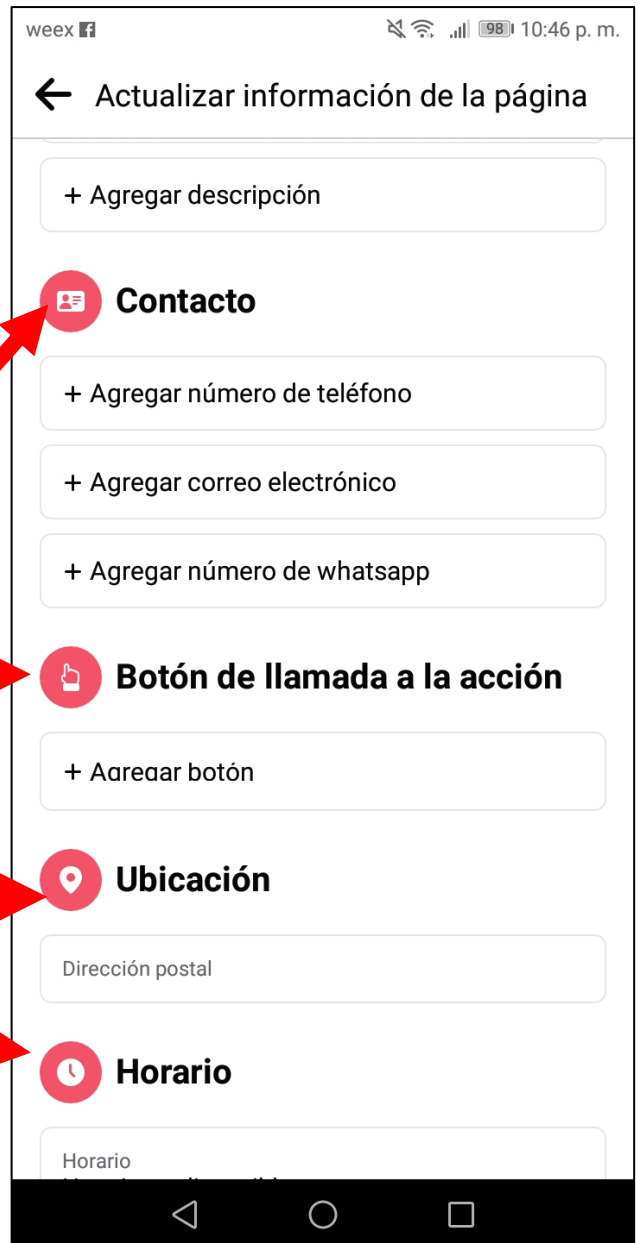 weex 98 10:46 p. m.
Actualizar información de la página
+ Agregar descripción
Contacto
+ Agregar número de teléfono
+ Agregar correo electrónico
+ Agregar número de whatsapp
Botón de llamada a la acción
+ Agregar botón
Ubicación
Dirección postal
Horario
Horario